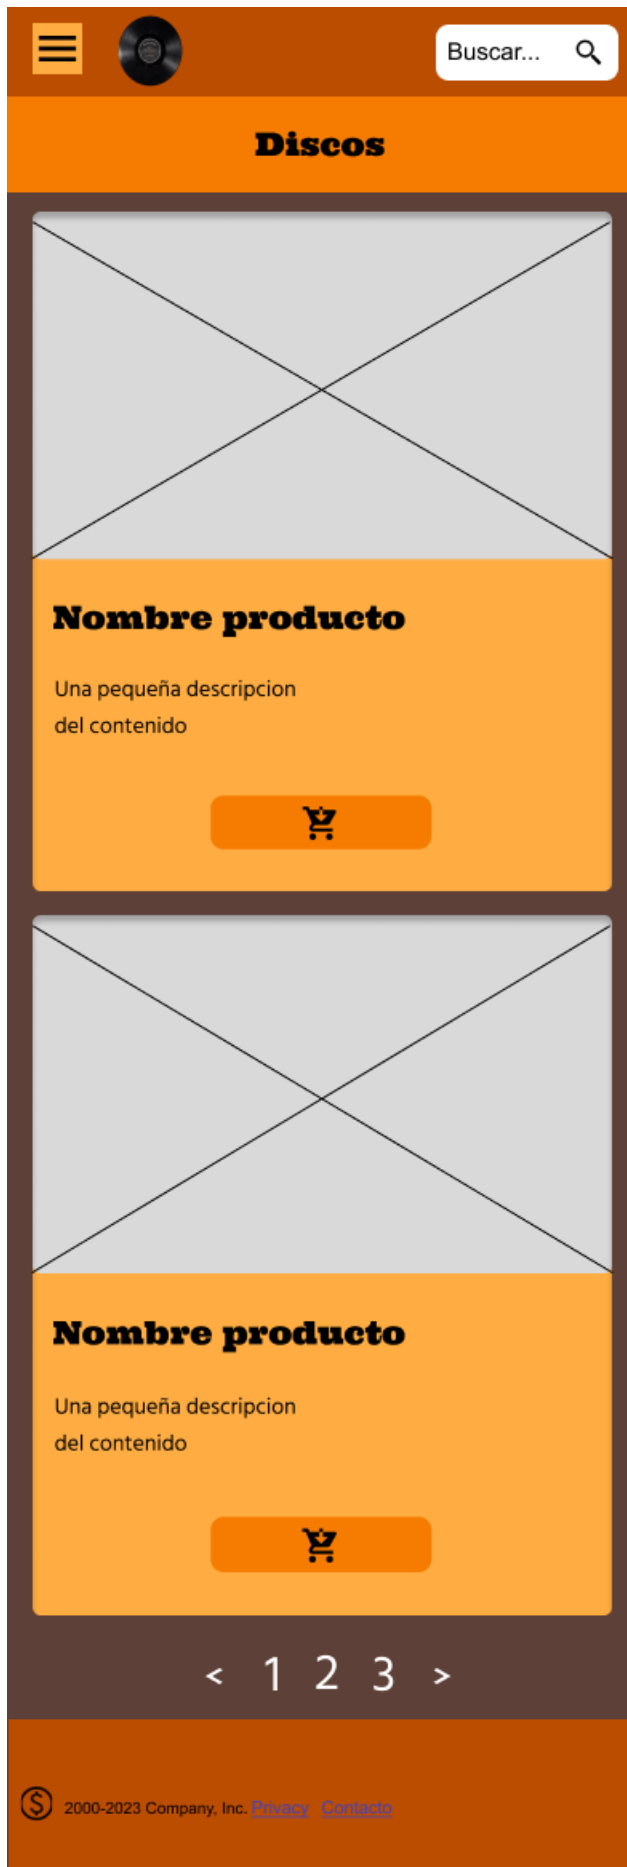 Buscar...
Discos
Nombre producto
Una pequeña descripcion
del contenido
Nombre producto
Una pequeña descripcion
del contenido
< 1 2 3 >
2000-2023 Company, Inc. Privacy Contacto